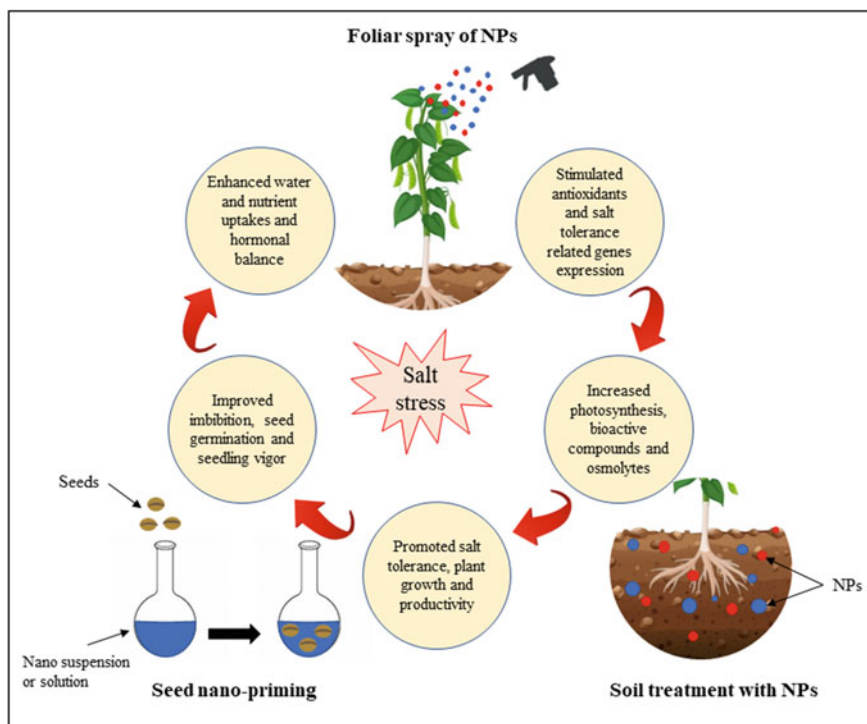 Foliar spray of NPs
Enhanced water
and nutrient
uptakes and
hormonal
balance
Stimulated
antioxidants
and salt
tolerance
related genes
expression
Salt
stress
Improved
imbibition, seed
germination and
seedling vigor
Increased
photosynthesis,
bioactive
compounds and
osmolytes
Promoted salt
tolerance, plant
growth and
productivity
Seeds
Nano suspension
or solution
Seed nano-priming
NPs
Soil treatment with NPs